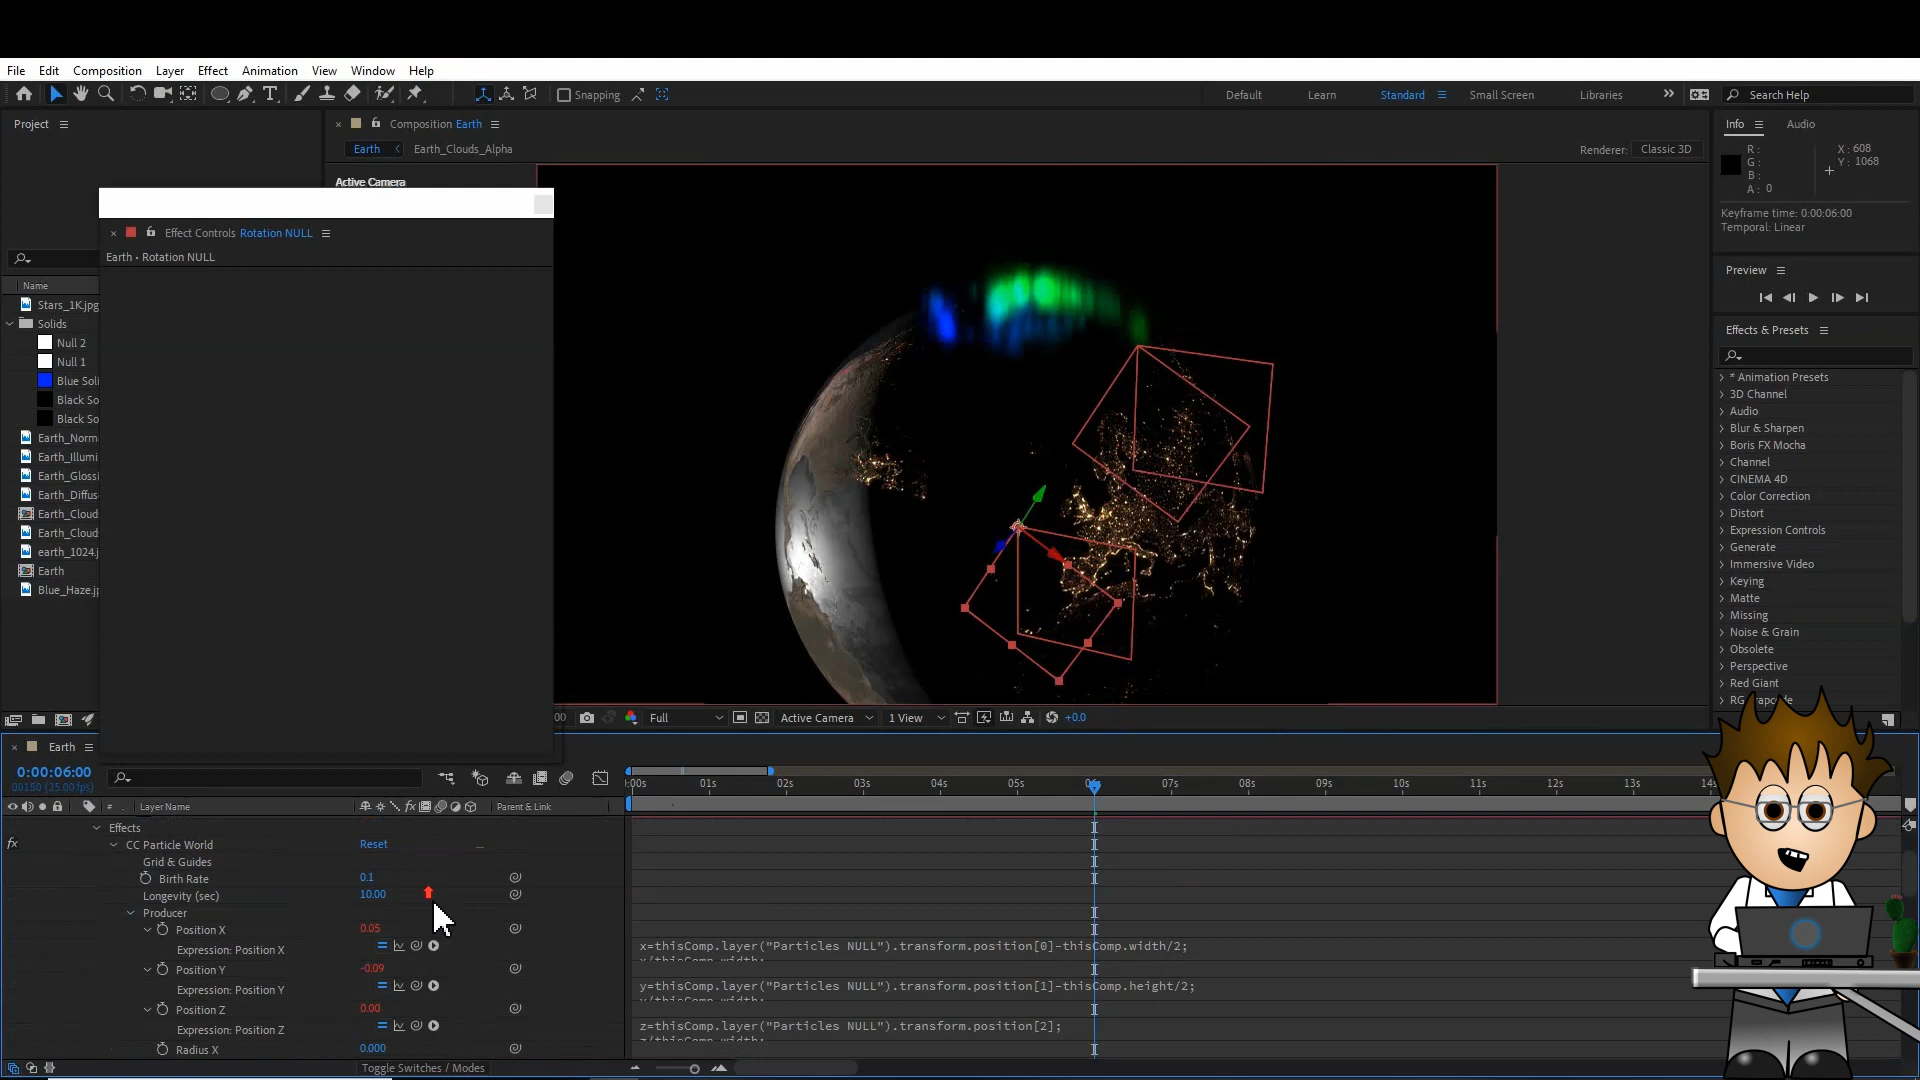 File Edit Composition Layer Effect Animation View Window Help
Snapping
Default Learn Standard Small Screen Libraries
Search Help
Project
Composition Earth
Info Audio
Earth Earth_Clouds_Alpha
Renderer: Classic 3D
R:
G:
B:
A: 0
X: 608
Y: 1068
Active Camera
Keyframe time: 0:00:06:00
Temporal: Linear
Effect Controls Rotation NULL
Earth • Rotation NULL
Preview
Name
Stars_1K.jpg
Solids
Null 2
Null 1
Blue Soli
Black So
Black So
Earth_Norm
Earth_Illumi
Earth_Glossi
Earth_Diffus
Earth_Cloud
Earth_Cloud
earth_1024.j
Earth
Blue_Haze.jp
Effects & Presets
* Animation Presets
3D Channel
Audio
Blur & Sharpen
Boris FX Mocha
Channel
CINEMA 4D
Color Correction
Distort
Expression Controls
Generate
Immersive Video
Keying
Matte
Missing
Noise & Grain
Obsolete
Perspective
Red Giant
00 Full Active Camera 1 View +0.0
Earth
0:00:06:00
00150 (25.00 fps)
:00s 01s 02s 03s 04s 05s 06s 07s 08s 09s 10s 11s 12s 13s 14s
# Layer Name Parent & Link
Effects
fx CC Particle World Reset
Grid & Guides
Birth Rate 0.1
Longevity (sec) 10.00
Producer
Position X 0.05
Expression: Position X x=thisComp.layer("Particles NULL").transform.position[0]-thisComp.width/2;
Position Y -0.09
Expression: Position Y y=thisComp.layer("Particles NULL").transform.position[1]-thisComp.height/2;
Position Z 0.00
Expression: Position Z z=thisComp.layer("Particles NULL").transform.position[2];
Radius X 0.000
Toggle Switches / Modes